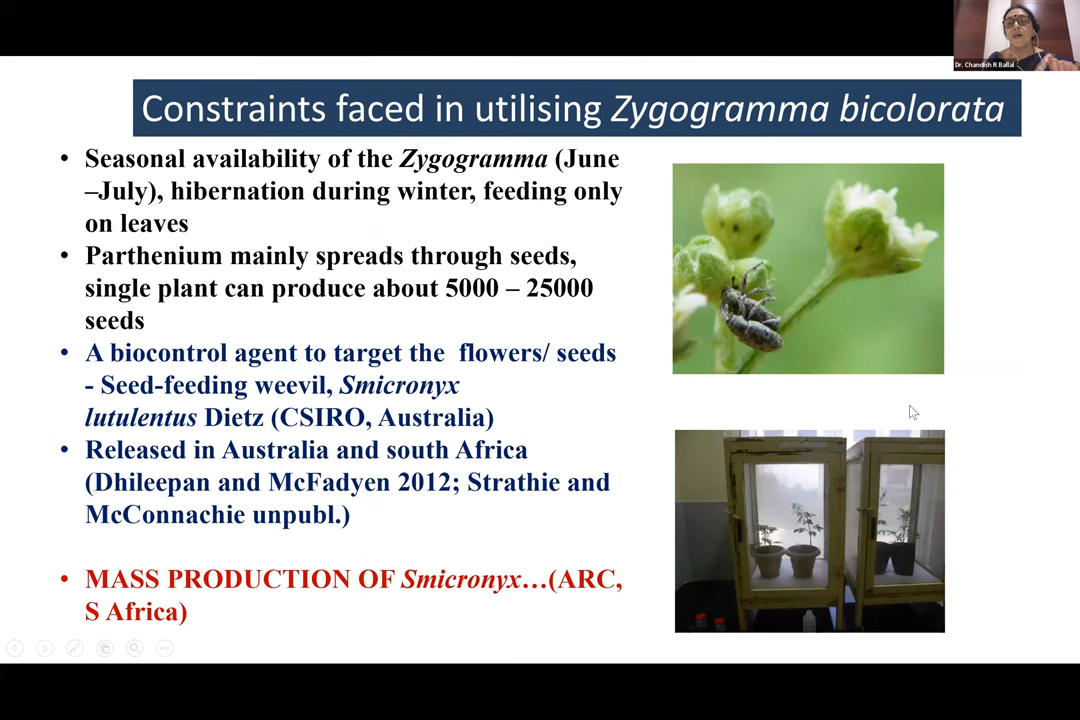 Dr. Chandish R Ballal
Constraints faced in utilising Zygogramma bicolorata
• Seasonal availability of the Zygogramma (June
–July), hibernation during winter, feeding only
on leaves
• Parthenium mainly spreads through seeds,
single plant can produce about 5000 – 25000
seeds
• A biocontrol agent to target the flowers/ seeds
- Seed-feeding weevil, Smicronyx
lutulentus Dietz (CSIRO, Australia)
• Released in Australia and south Africa
(Dhileepan and McFadyen 2012; Strathie and
McConnachie unpubl.)
• MASS PRODUCTION OF Smicronyx…(ARC,
S Africa)